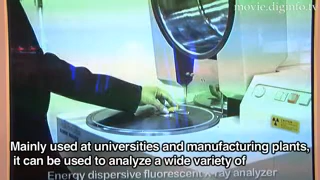 movie.diginfo.tv
Mainly used at universities and manufacturing plants,
it can be used to analyze a wide variety of
Energy dispersive fluorescent X-ray analyzer